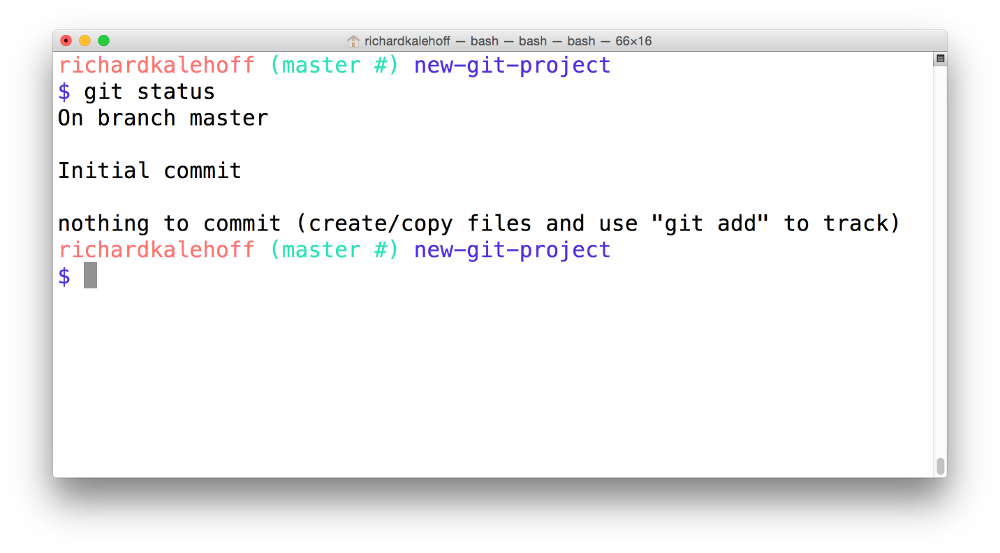 richardkalehoff — bash — bash — bash — 66×16
richardkalehoff (master #) new-git-project
$ git status
On branch master
Initial commit
nothing to commit (create/copy files and use "git add" to track)
richardkalehoff (master #) new-git-project
$